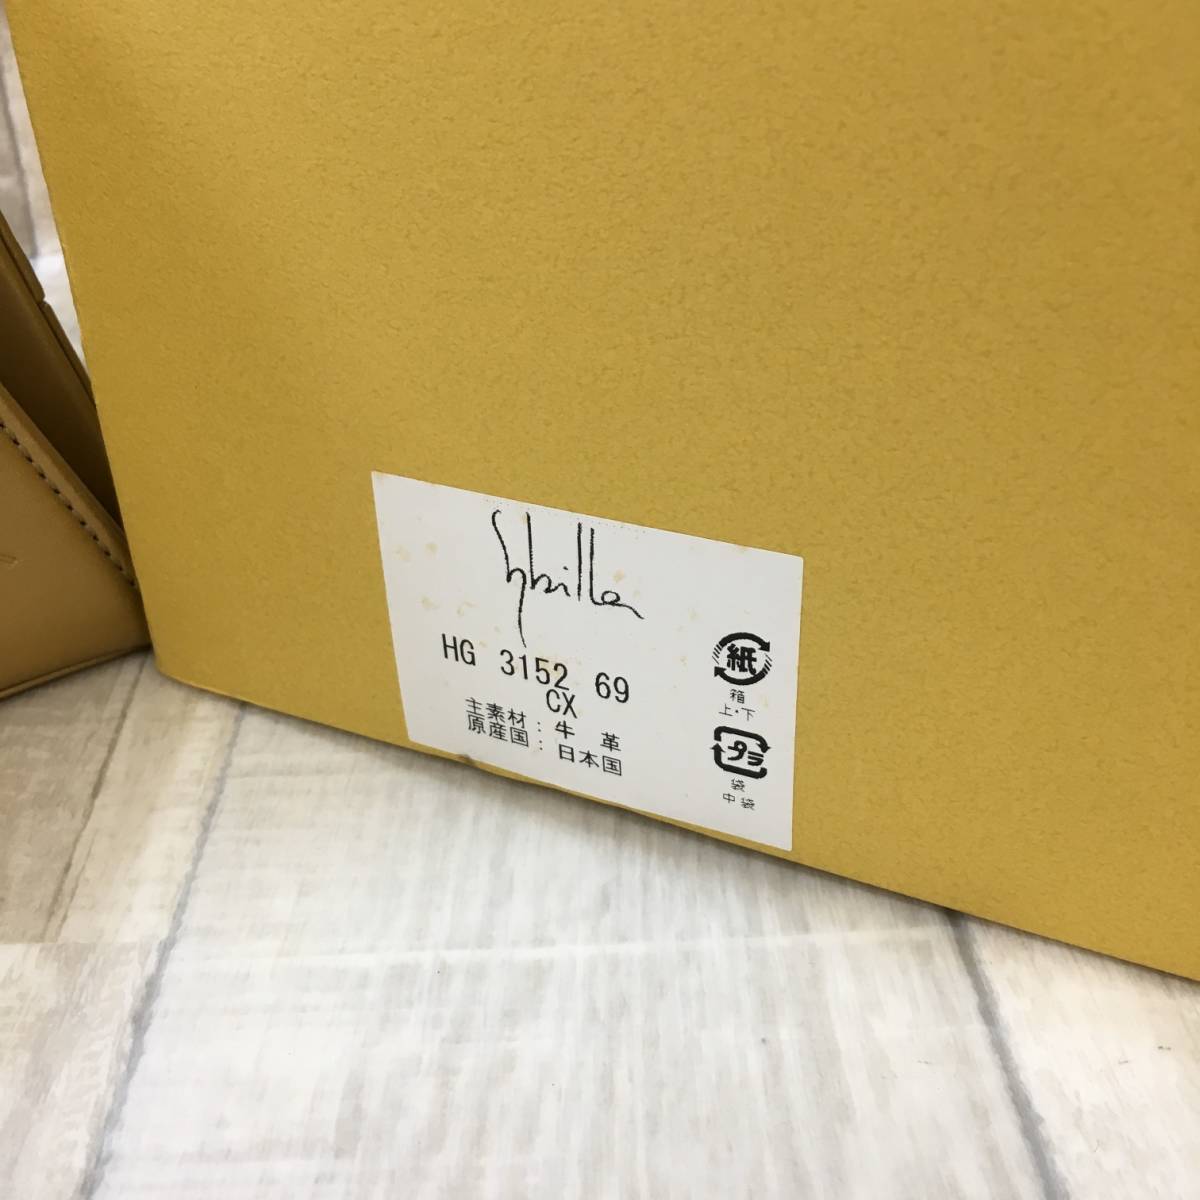 Sybilla
HG 3152 69
CX
主素材：牛 革
原産国：日本国
紙
箱
上・下
プラ
袋
中袋